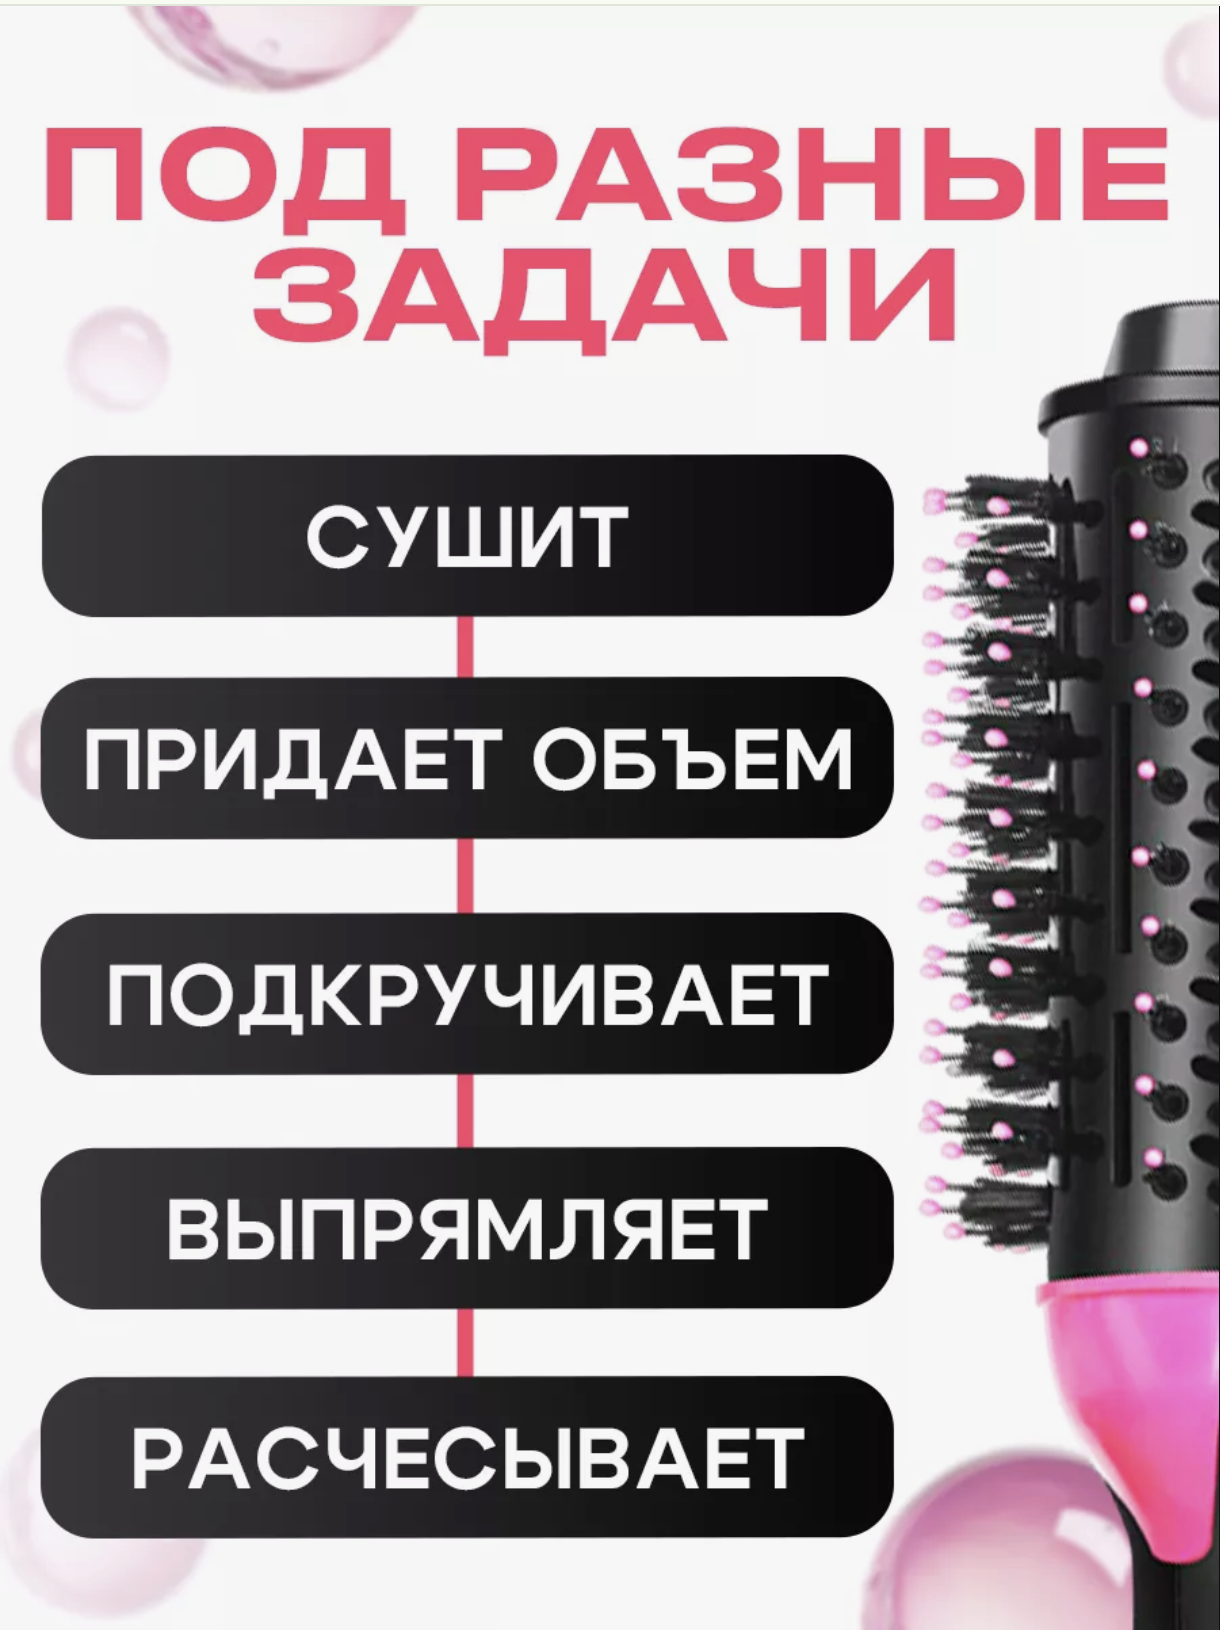 ПОД РАЗНЫЕ
ЗАДАЧИ
СУШИТ
ПРИДАЕТ ОБЪЕМ
ПОДКРУЧИВАЕТ
ВЫПРЯМЛЯЕТ
РАСЧЕСЫВАЕТ